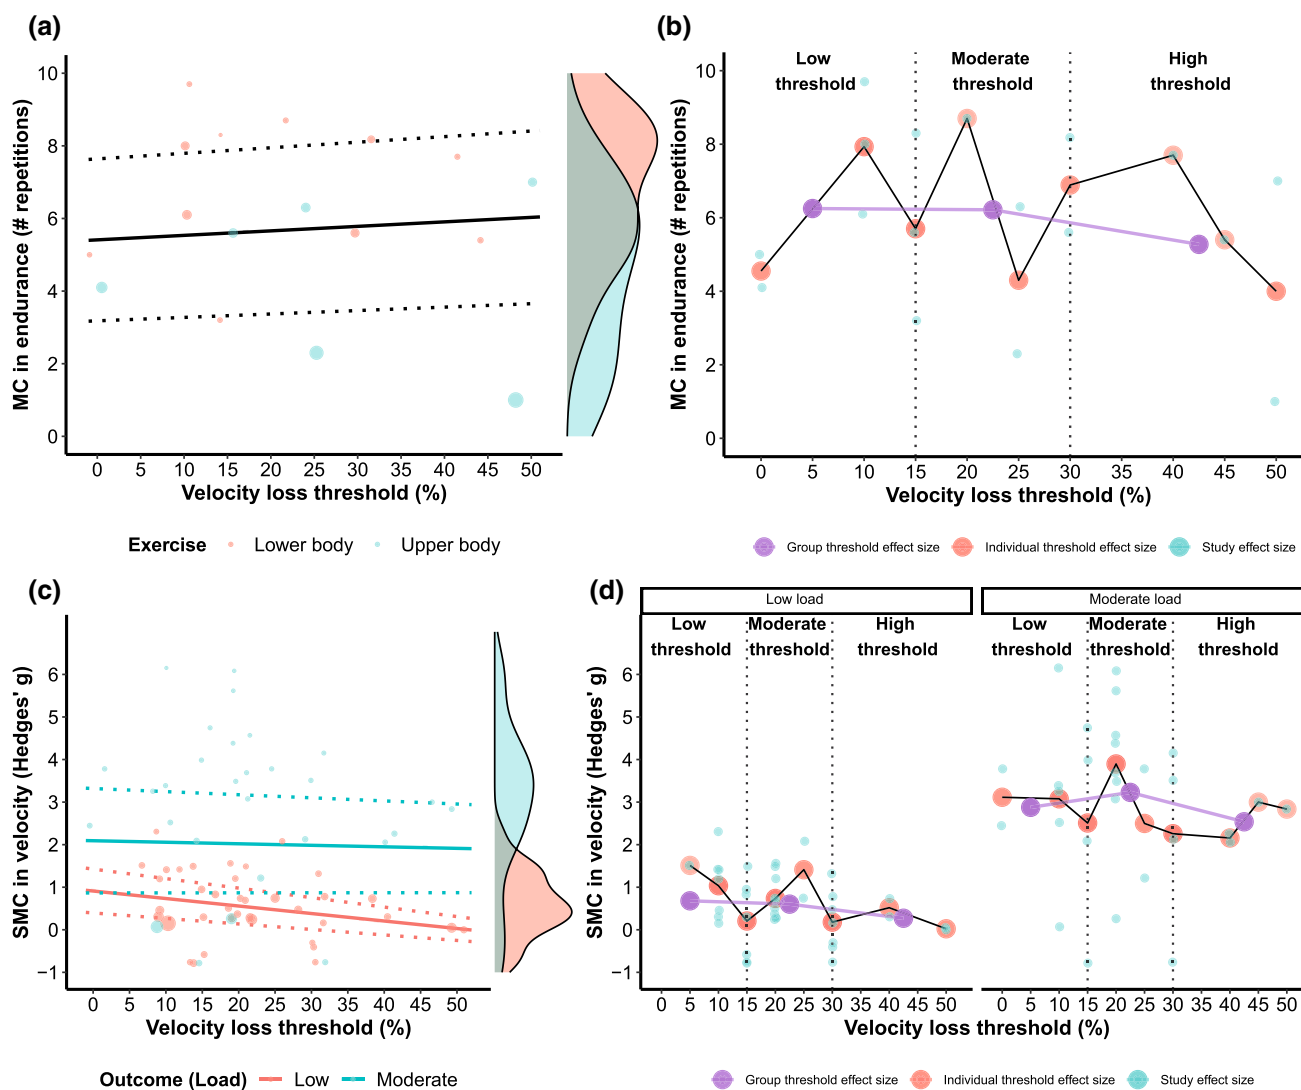 (a)
MC in endurance (# repetitions)
10
8
6
4
2
0
0 5 10 15 20 25 30 35 40 45 50
Velocity loss threshold (%)
Exercise Lower body Upper body
(b)
MC in endurance (# repetitions)
10
8
6
4
2
0
Low threshold
Moderate threshold
High threshold
0 5 10 15 20 25 30 35 40 45 50
Velocity loss threshold (%)
Group threshold effect size Individual threshold effect size Study effect size
(c)
SMC in velocity (Hedges' g)
6
5
4
3
2
1
0
−1
0 5 10 15 20 25 30 35 40 45 50
Velocity loss threshold (%)
Outcome (Load) Low Moderate
(d)
Low load
Moderate load
SMC in velocity (Hedges' g)
6
5
4
3
2
1
0
−1
Low threshold
Moderate threshold
High threshold
Low threshold
Moderate threshold
High threshold
0 5 10 15 20 25 30 35 40 45 50
0 5 10 15 20 25 30 35 40 45 50
Velocity loss threshold (%)
Group threshold effect size Individual threshold effect size Study effect size